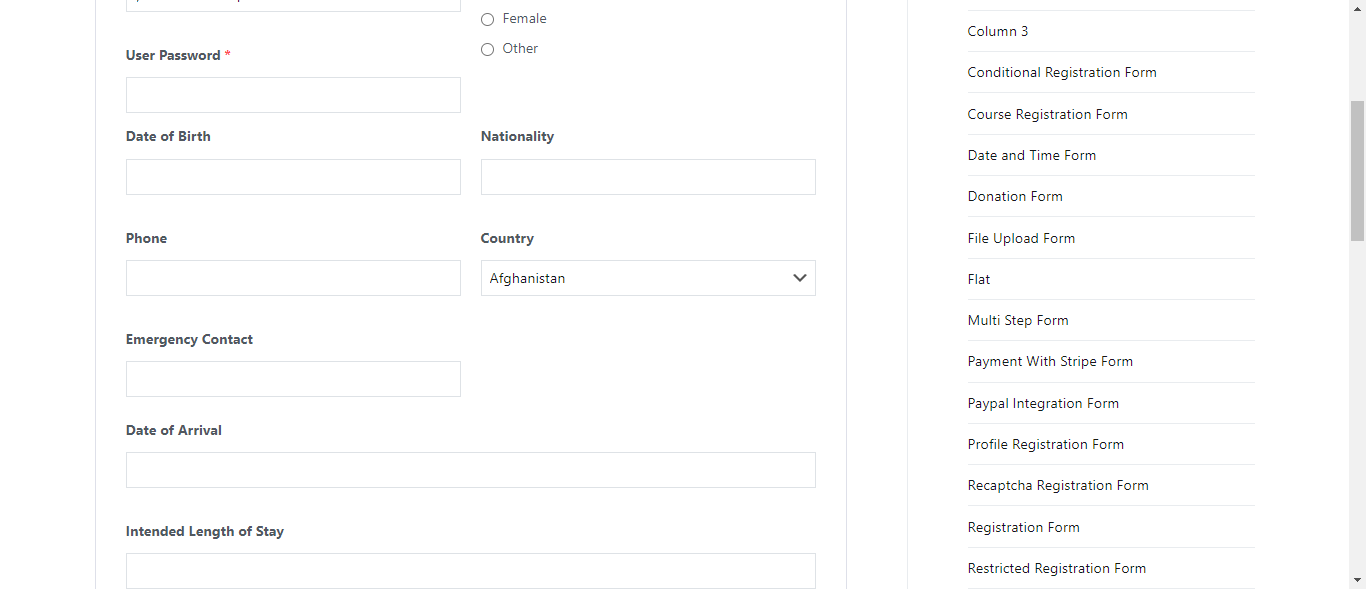 Female
Other
User Password *
Date of Birth
Nationality
Phone
Country
Afghanistan
Emergency Contact
Date of Arrival
Intended Length of Stay
Column 3
Conditional Registration Form
Course Registration Form
Date and Time Form
Donation Form
File Upload Form
Flat
Multi Step Form
Payment With Stripe Form
Paypal Integration Form
Profile Registration Form
Recaptcha Registration Form
Registration Form
Restricted Registration Form